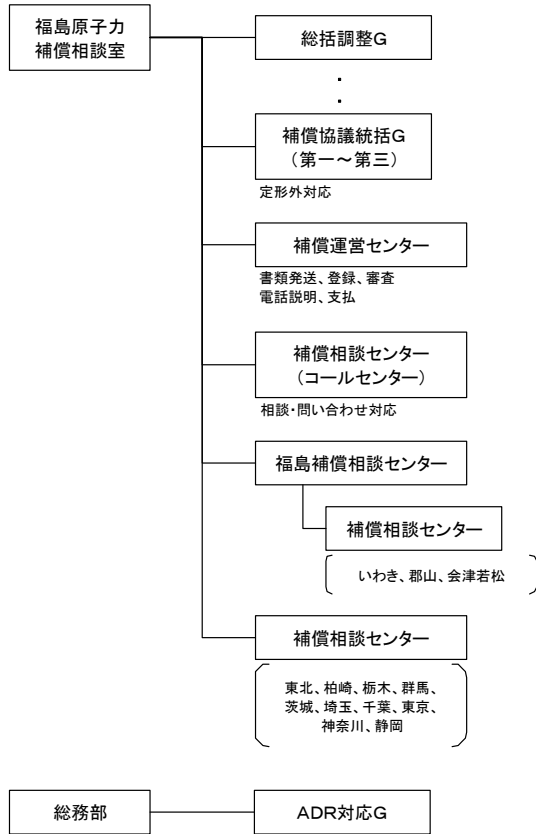 福島原子力
補償相談室
総括調整G
・
・
補償協議統括G
（第一～第三）
定形外対応
補償運営センター
書類発送、登録、審査
電話説明、支払
補償相談センター
（コールセンター）
相談・問い合わせ対応
福島補償相談センター
補償相談センター
いわき、郡山、会津若松
補償相談センター
東北、柏崎、栃木、群馬、
茨城、埼玉、千葉、東京、
神奈川、静岡
総務部
ADR対応G